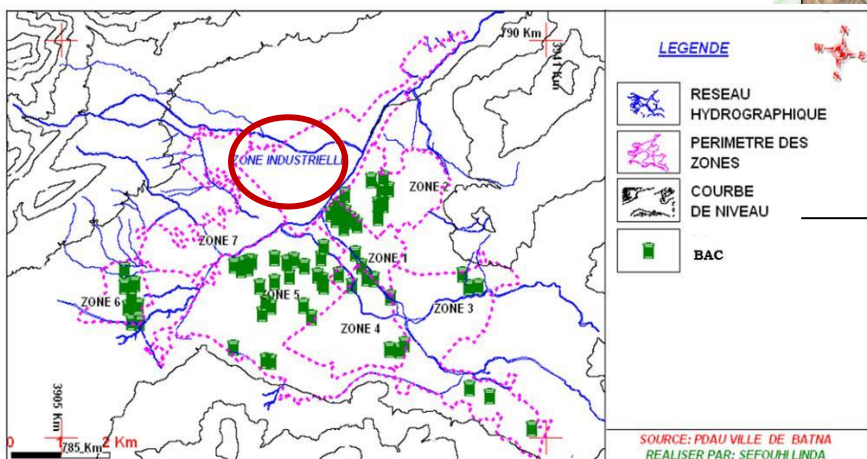 790 Km
3941 Km
ZONE INDUSTRIELLE
ZONE 2
ZONE 7
ZONE 1
ZONE 6
ZONE 5
ZONE 3
ZONE 4
3905 Km
0 1 2 Km
785 Km
LEGENDE
N
W E
S
RESEAU
HYDROGRAPHIQUE
PERIMETRE DES
ZONES
COURBE
DE NIVEAU
BAC
SOURCE: PDAU VILLE DE BATNA
REALISER PAR: SEFOUHI LINDA